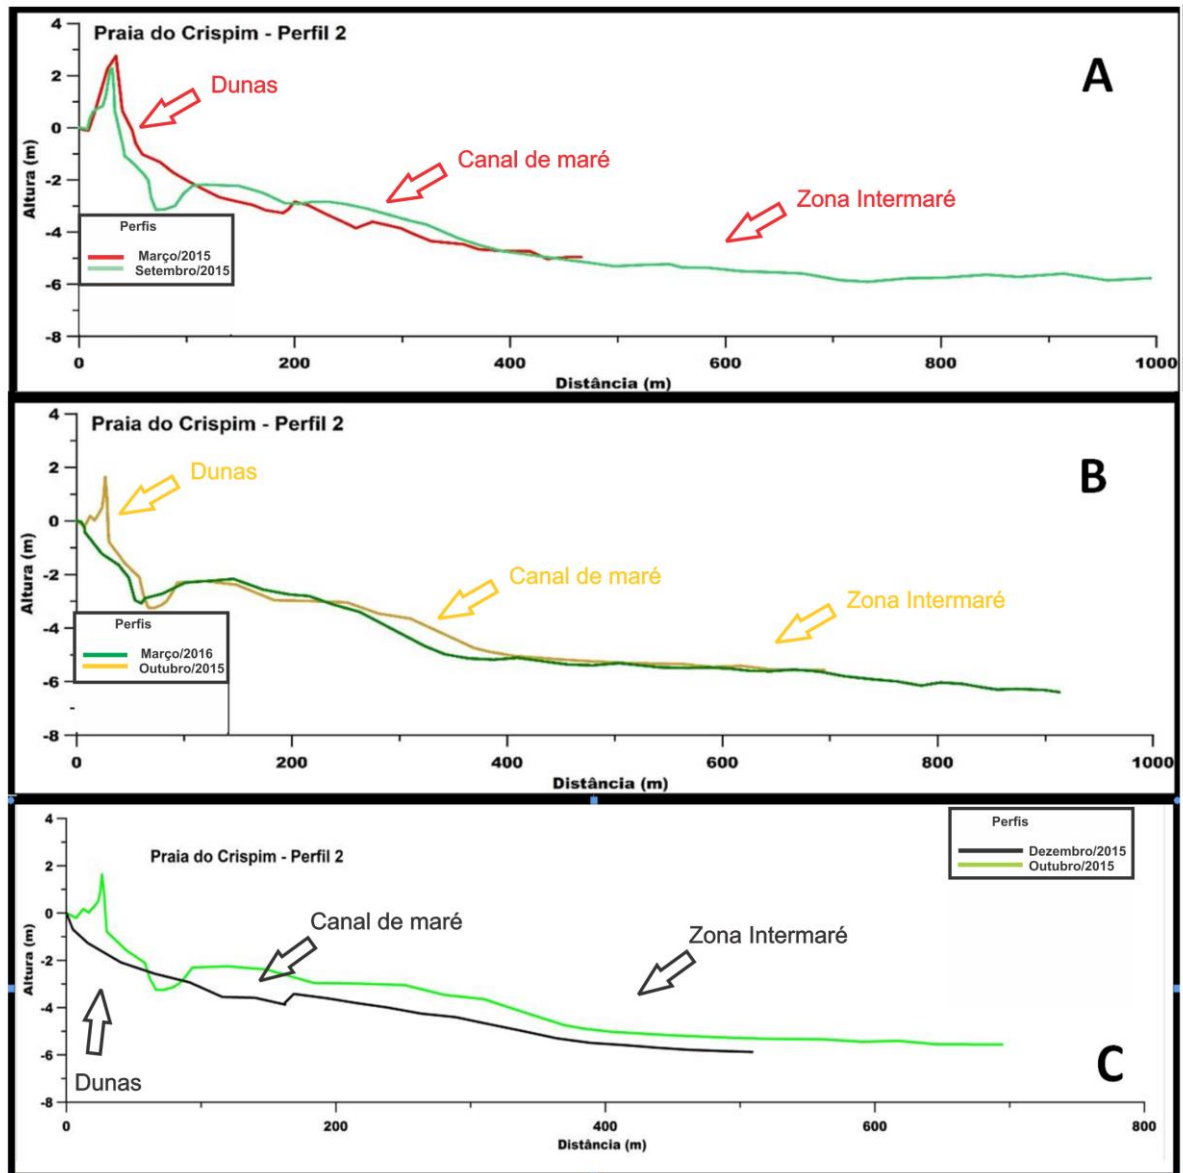 Praia do Crispim - Perfil 2
A
Dunas
Canal de maré
Zona Intermaré
Altura (m)
4
2
0
-2
-4
-6
-8
Perfis
Março/2015
Setembro/2015
0 200 400 600 800 1000
Distância (m)
Praia do Crispim - Perfil 2
B
Dunas
Canal de maré
Zona Intermaré
Altura (m)
4
2
0
-2
-4
-6
-8
Perfis
Março/2016
Outubro/2015
0 200 400 600 800 1000
Distância (m)
Perfis
Dezembro/2015
Outubro/2015
Praia do Crispim - Perfil 2
Canal de maré
Zona Intermaré
Altura (m)
4
2
0
-2
-4
-6
-8
Dunas
C
0 200 400 600 800
Distância (m)